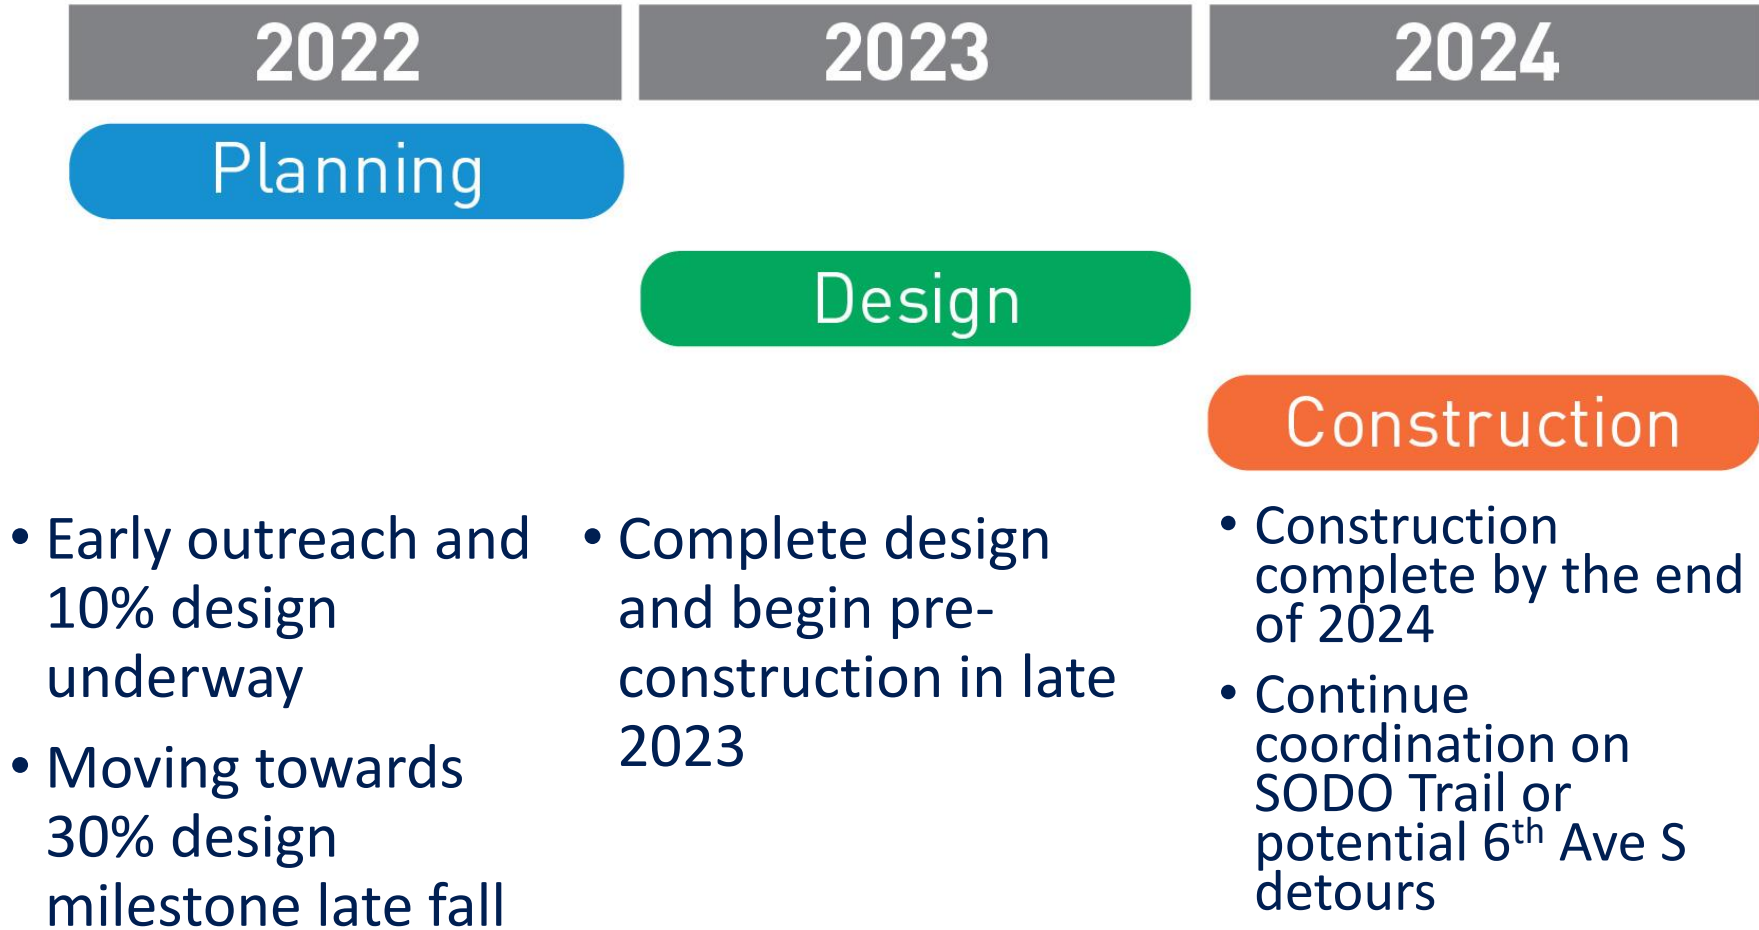 2022
2023
2024
Planning
Design
Construction
• Early outreach and
10% design
underway
• Moving towards
30% design
milestone late fall
• Complete design
and begin pre-
construction in late
2023
• Construction
complete by the end
of 2024
• Continue
coordination on
SODO Trail or
potential 6th Ave S
detours